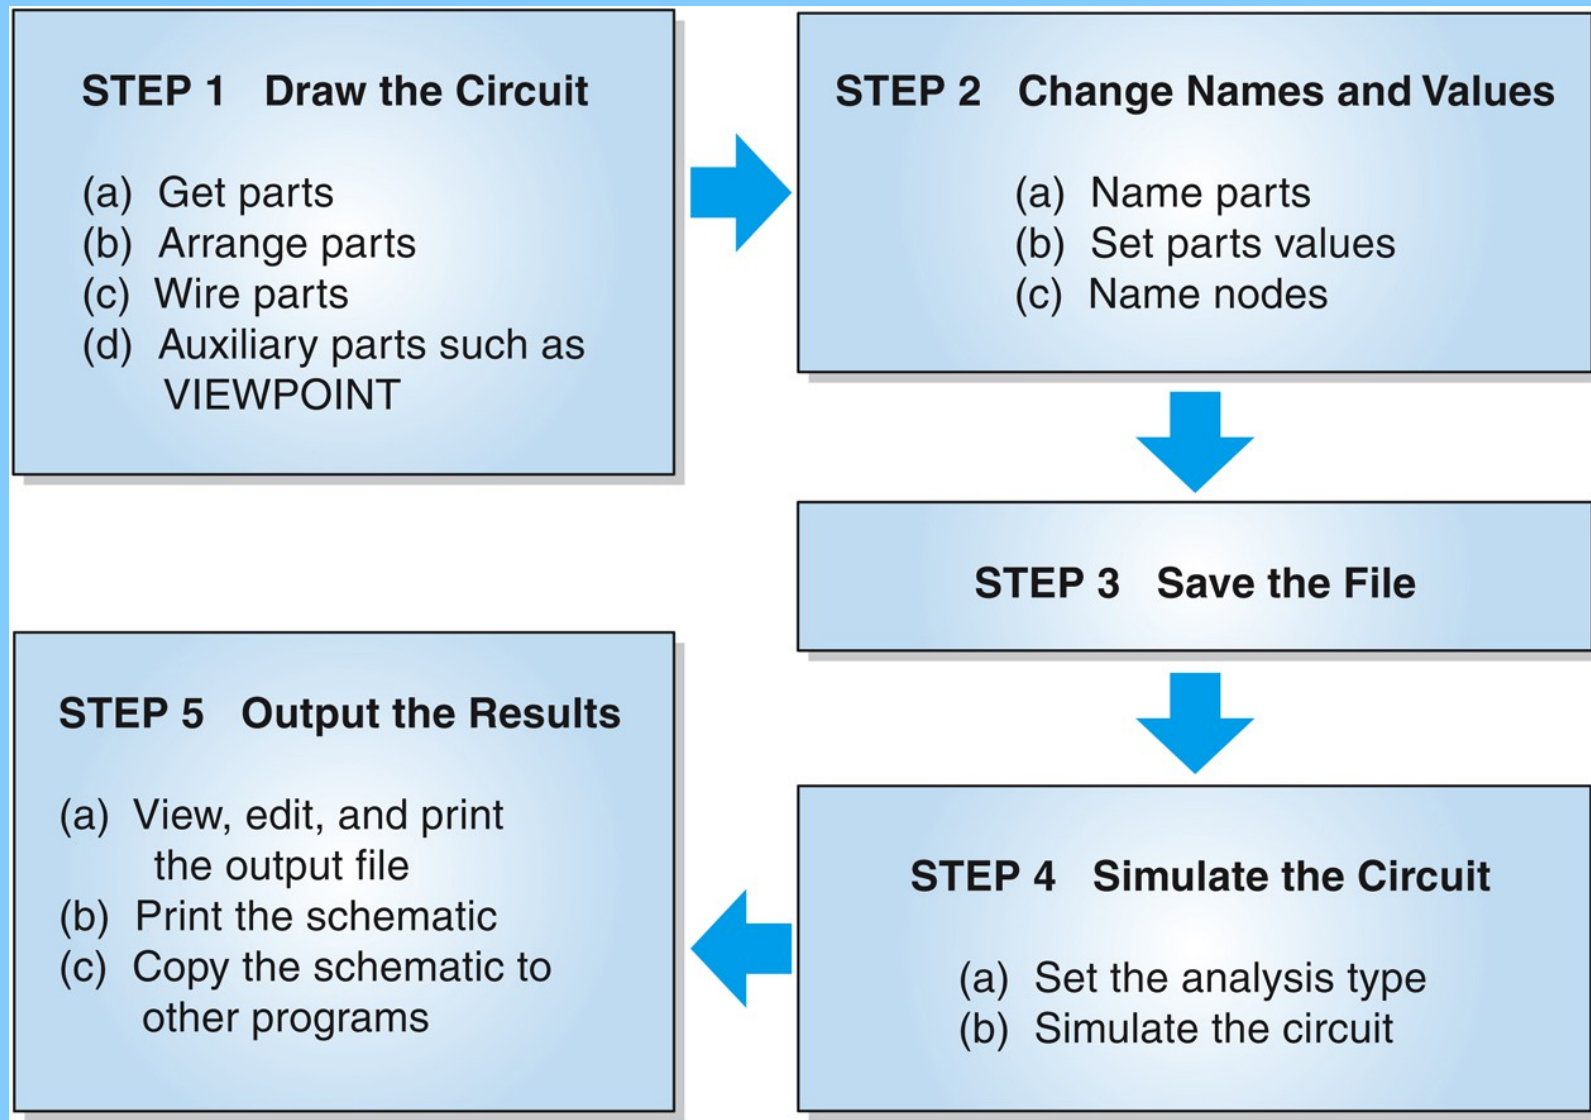 STEP 1 Draw the Circuit
(a) Get parts
(b) Arrange parts
(c) Wire parts
(d) Auxiliary parts such as
VIEWPOINT
STEP 2 Change Names and Values
(a) Name parts
(b) Set parts values
(c) Name nodes
STEP 3 Save the File
STEP 4 Simulate the Circuit
(a) Set the analysis type
(b) Simulate the circuit
STEP 5 Output the Results
(a) View, edit, and print
the output file
(b) Print the schematic
(c) Copy the schematic to
other programs